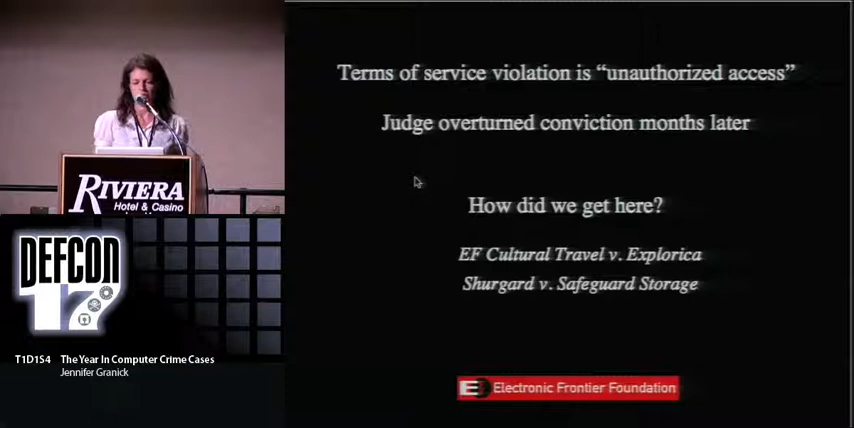 Terms of service violation is “unauthorized access”
Judge overturned conviction months later
How did we get here?
EF Cultural Travel v. Explorica
Shurgard v. Safeguard Storage
Electronic Frontier Foundation
RIVIERA
Hotel & Casino
DEFCON
17
T1D1S4 The Year In Computer Crime Cases
Jennifer Granick